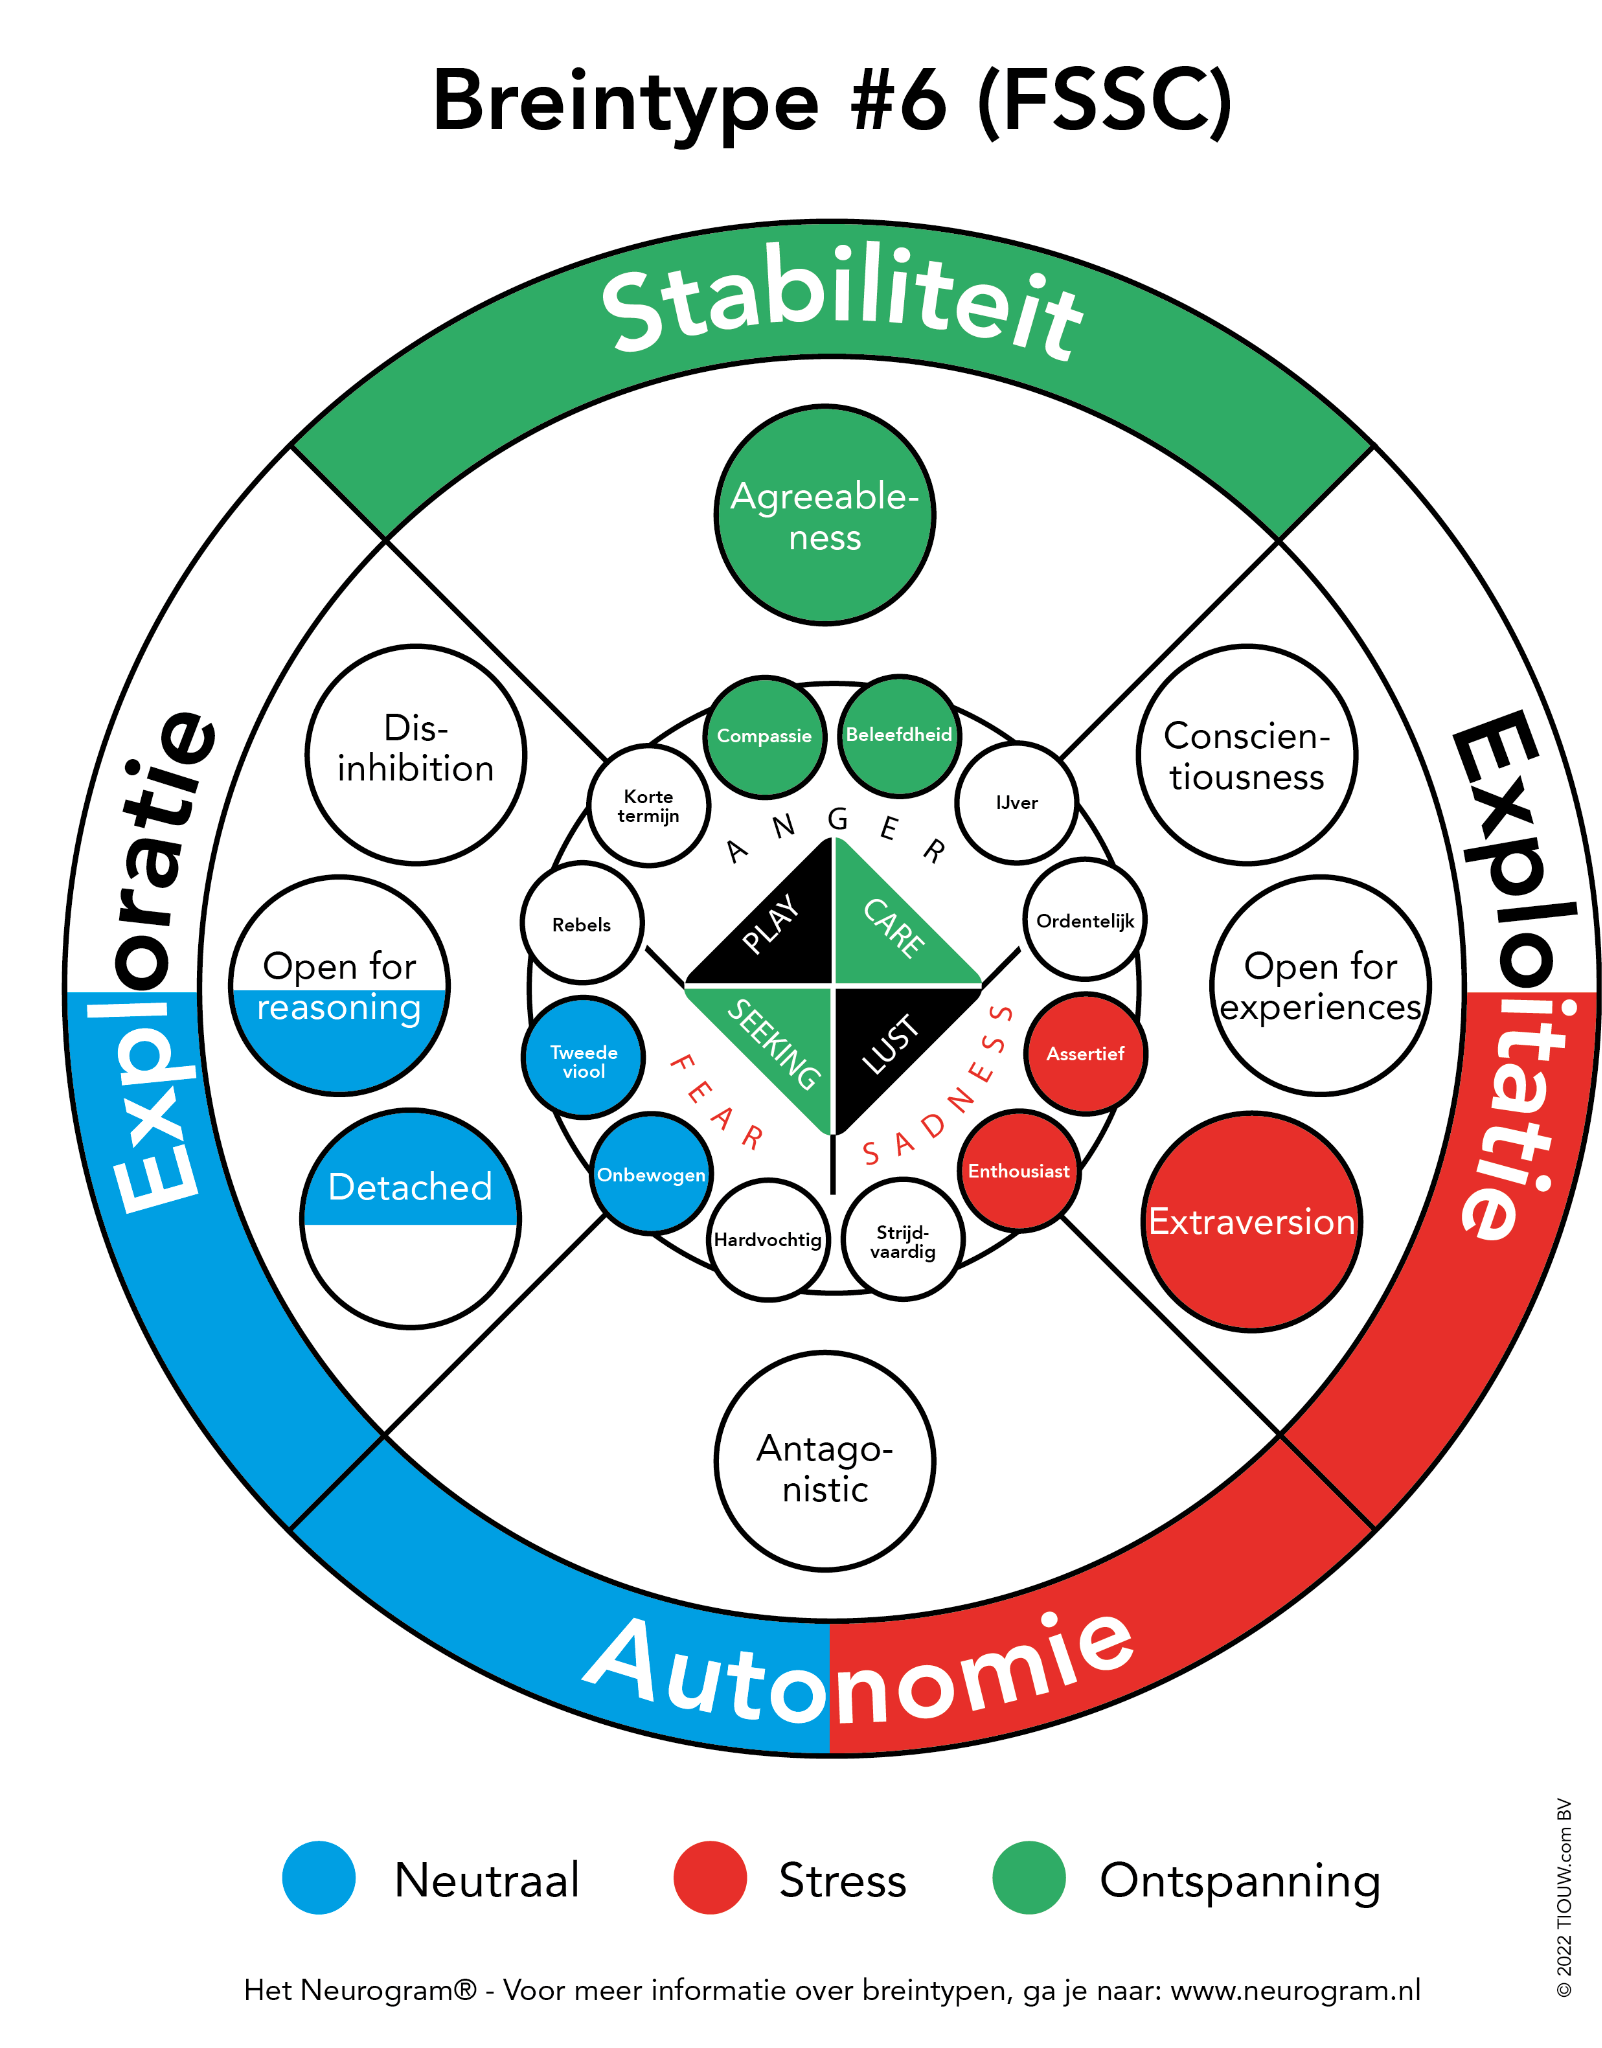 Breintype #6 (FSSC)
Stabiliteit
Exploratie
Exploitatie
Autonomie
Agreeable-
ness
Dis-
inhibition
Conscien-
tiousness
Open for
reasoning
Open for
experiences
Detached
Extraversion
Antago-
nistic
Compassie
Beleefdheid
Korte
termijn
IJver
Rebels
Ordentelijk
Tweede
viool
Assertief
Onbewogen
Enthousiast
Hardvochtig
Strijd-
vaardig
ANGER
FEAR
SADNESS
PLAY
CARE
SEEKING
LUST
Neutraal
Stress
Ontspanning
Het Neurogram® - Voor meer informatie over breintypen, ga je naar: www.neurogram.nl
© 2022 TIOUW.com BV